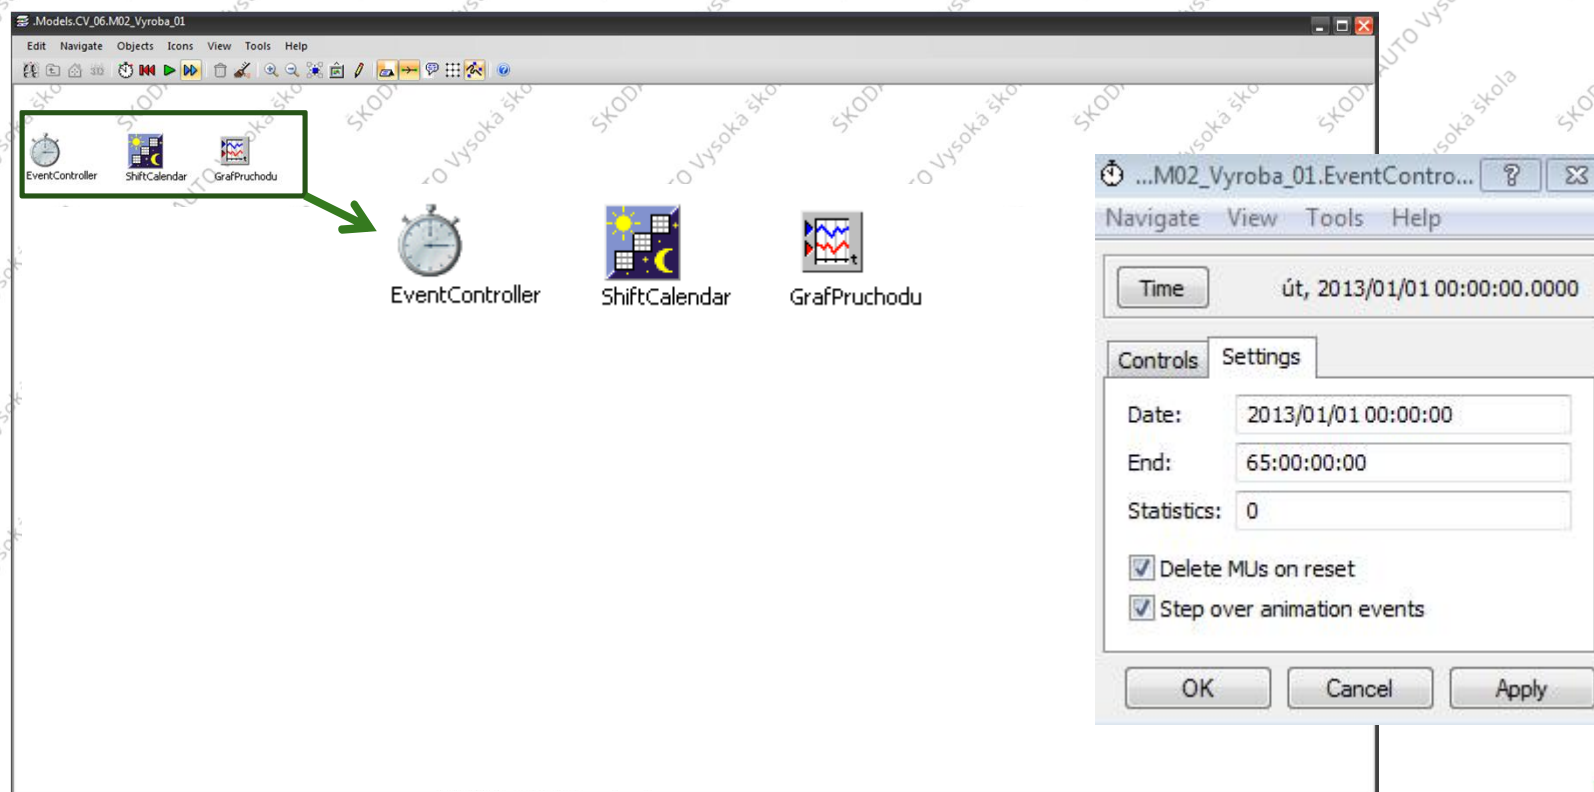 .Models.CV_06.M02_Vyroba_01
Edit Navigate Objects Icons View Tools Help
EventController ShiftCalendar GrafPruchodu
EventController ShiftCalendar GrafPruchodu
...M02_Vyroba_01.EventContro...
Navigate View Tools Help
Time út, 2013/01/01 00:00:00.0000
Controls Settings
Date: 2013/01/01 00:00:00
End: 65:00:00:00
Statistics: 0
Delete MUs on reset
Step over animation events
OK Cancel Apply